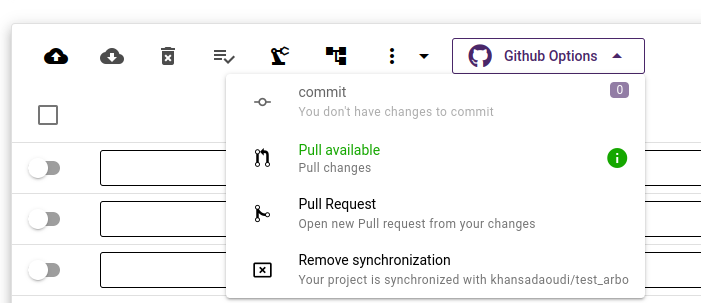 Github Options
commit
0
You don't have changes to commit
Pull available
Pull changes
Pull Request
Open new Pull request from your changes
Remove synchronization
Your project is synchronized with khansadaoudi/test_arbo